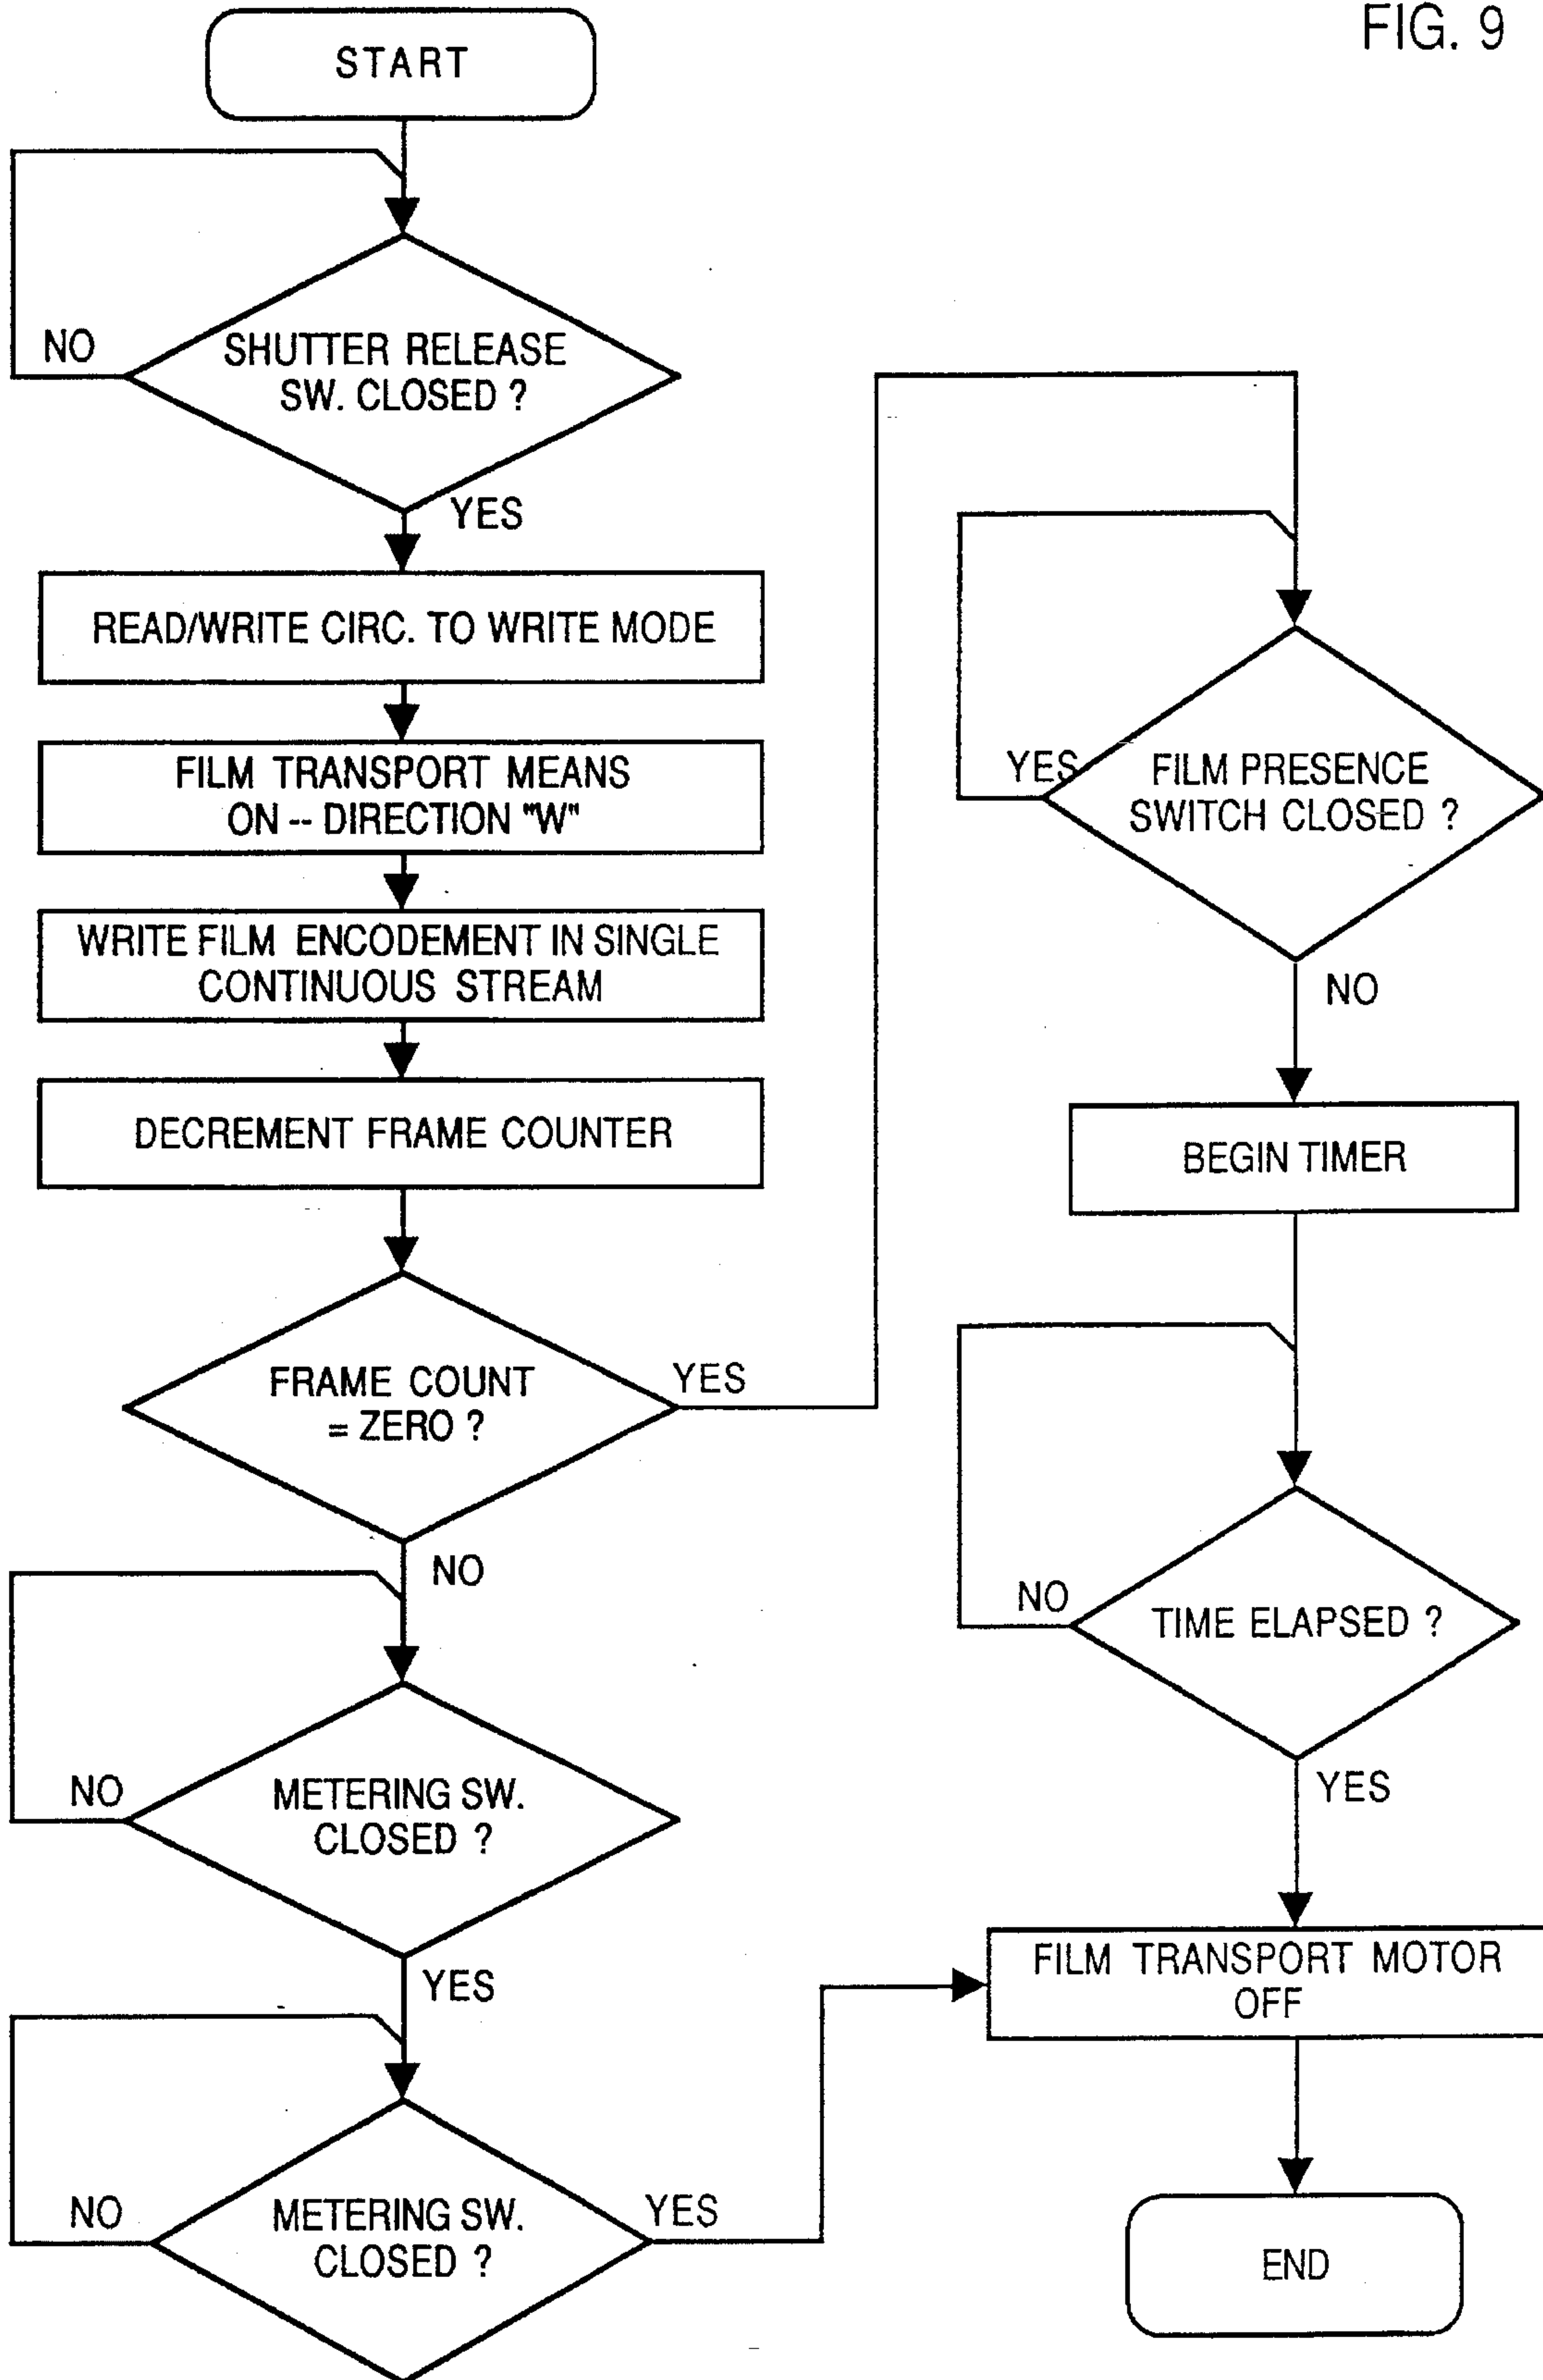 FIG. 9
START
SHUTTER RELEASE
SW. CLOSED ?
NO
YES
READ/WRITE CIRC. TO WRITE MODE
FILM TRANSPORT MEANS
ON -- DIRECTION "W"
WRITE FILM ENCODEMENT IN SINGLE
CONTINUOUS STREAM
DECREMENT FRAME COUNTER
FRAME COUNT
= ZERO ?
YES
NO
METERING SW.
CLOSED ?
NO
YES
METERING SW.
CLOSED ?
NO
YES
FILM PRESENCE
SWITCH CLOSED ?
YES
NO
BEGIN TIMER
TIME ELAPSED ?
NO
YES
FILM TRANSPORT MOTOR
OFF
END